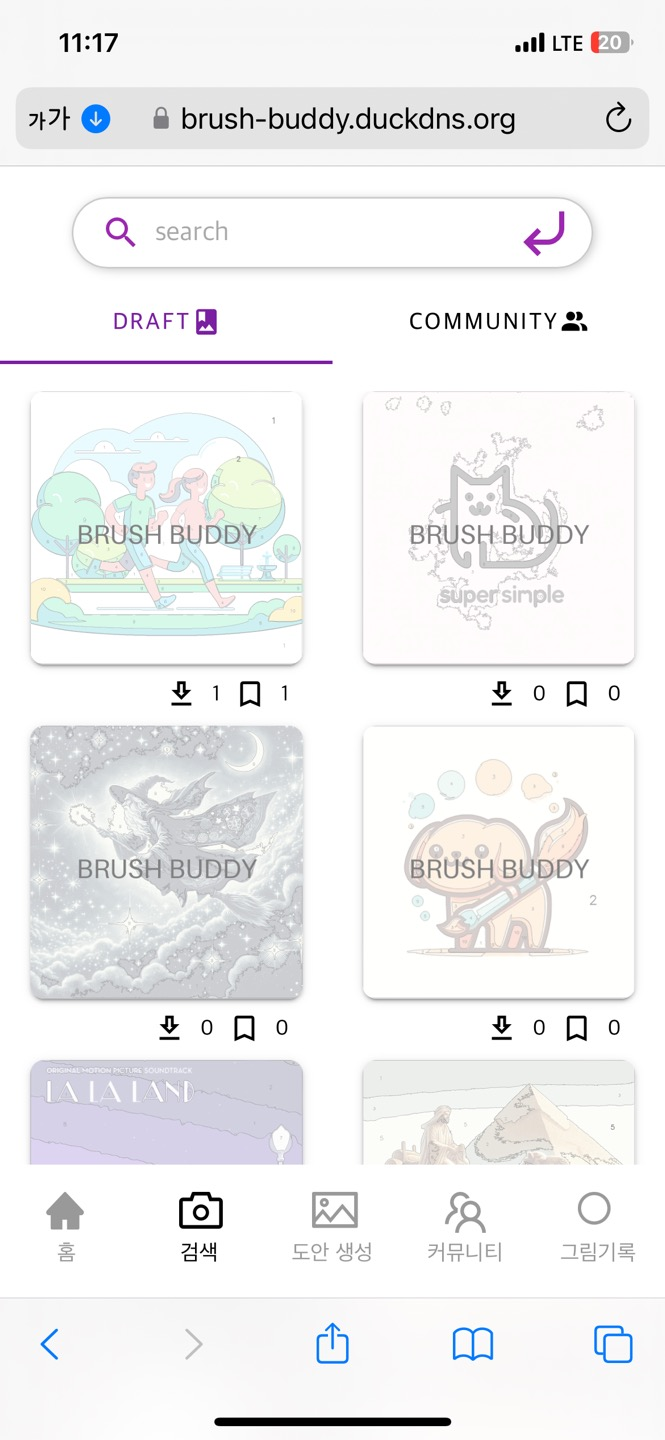 11:17
LTE 20
가가 brush-buddy.duckdns.org
search
DRAFT COMMUNITY
1
2
BRUSH BUDDY
1
BRUSH BUDDY
super simple
1 1
0 0
BRUSH BUDDY
BRUSH BUDDY
2
0 0
0 0
ORIGINAL MOTION PICTURE SOUNDTRACK
LA LA LAND
5
홈 검색 도안 생성 커뮤니티 그림기록